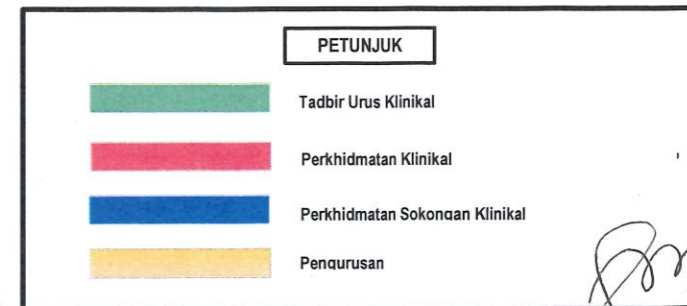 PETUNJUK
Tadbir Urus Klinikal
Perkhidmatan Klinikal
Perkhidmatan Sokongan Klinikal
Pengurusan